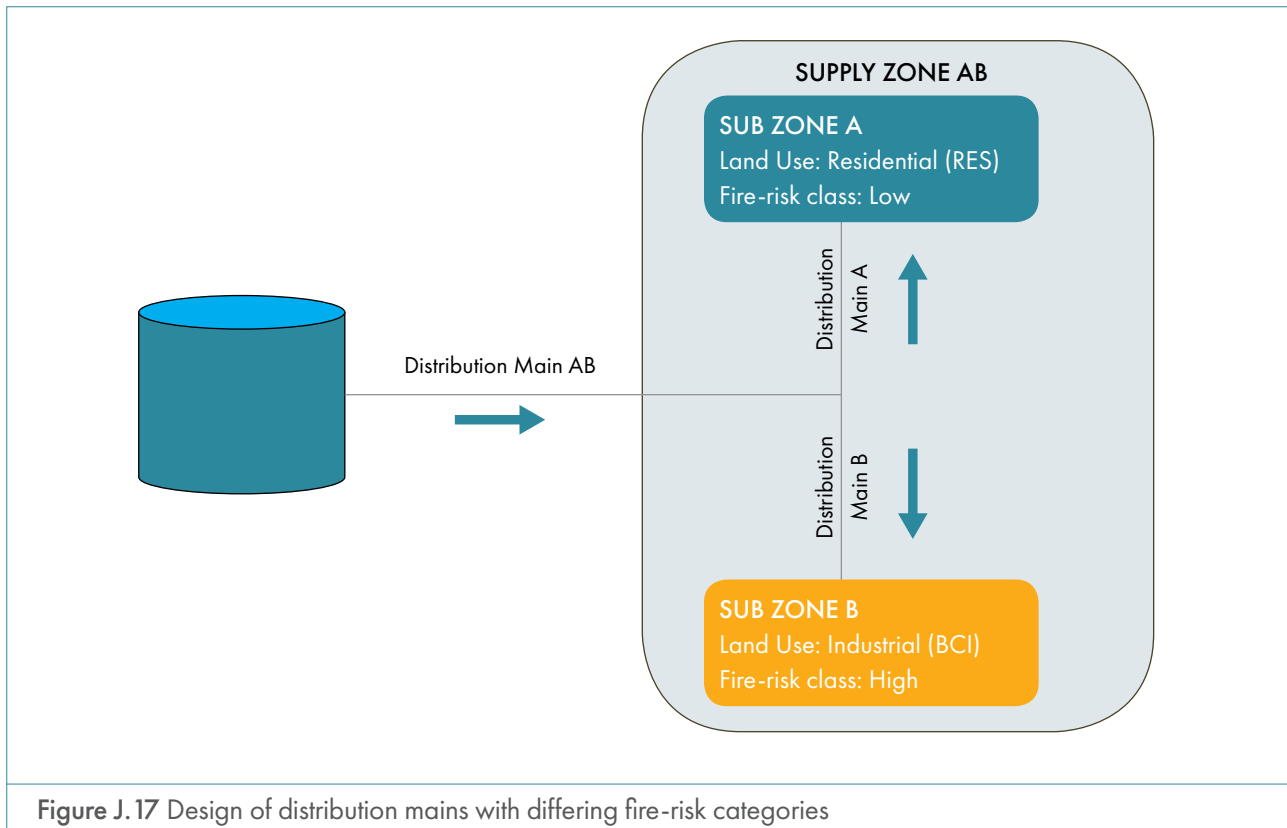 SUPPLY ZONE AB
SUB ZONE A
Land Use: Residential (RES)
Fire-risk class: Low
Distribution
Main A
Distribution Main AB
Distribution
Main B
SUB ZONE B
Land Use: Industrial (BCI)
Fire-risk class: High
Figure J.17 Design of distribution mains with differing fire-risk categories